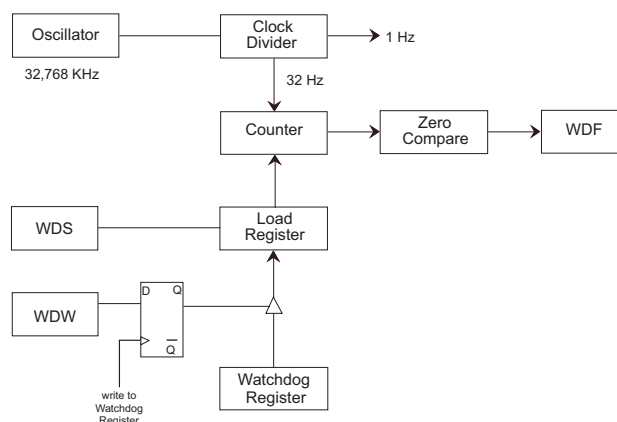 Oscillator
Clock
Divider
1 Hz
32,768 KHz
32 Hz
Counter
Zero
Compare
WDF
WDS
Load
Register
WDW
D Q
Q
write to
Watchdog
Register
Watchdog
Register